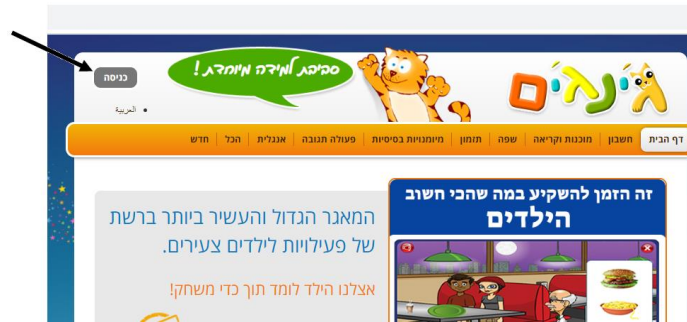 כניסה
סביבת למידה מיוחדת !
ג'ינג'ים
العربية
דף הבית | חשבון | מוכנות וקריאה | שפה | תזמון | מיומנויות בסיסיות | פעולה תגובה | אנגלית | הכל | חדש
זה הזמן להשקיע במה שהכי חשוב
הילדים
המאגר הגדול והעשיר ביותר ברשת
של פעילויות לילדים צעירים.
אצלנו הילד לומד תוך כדי משחק!